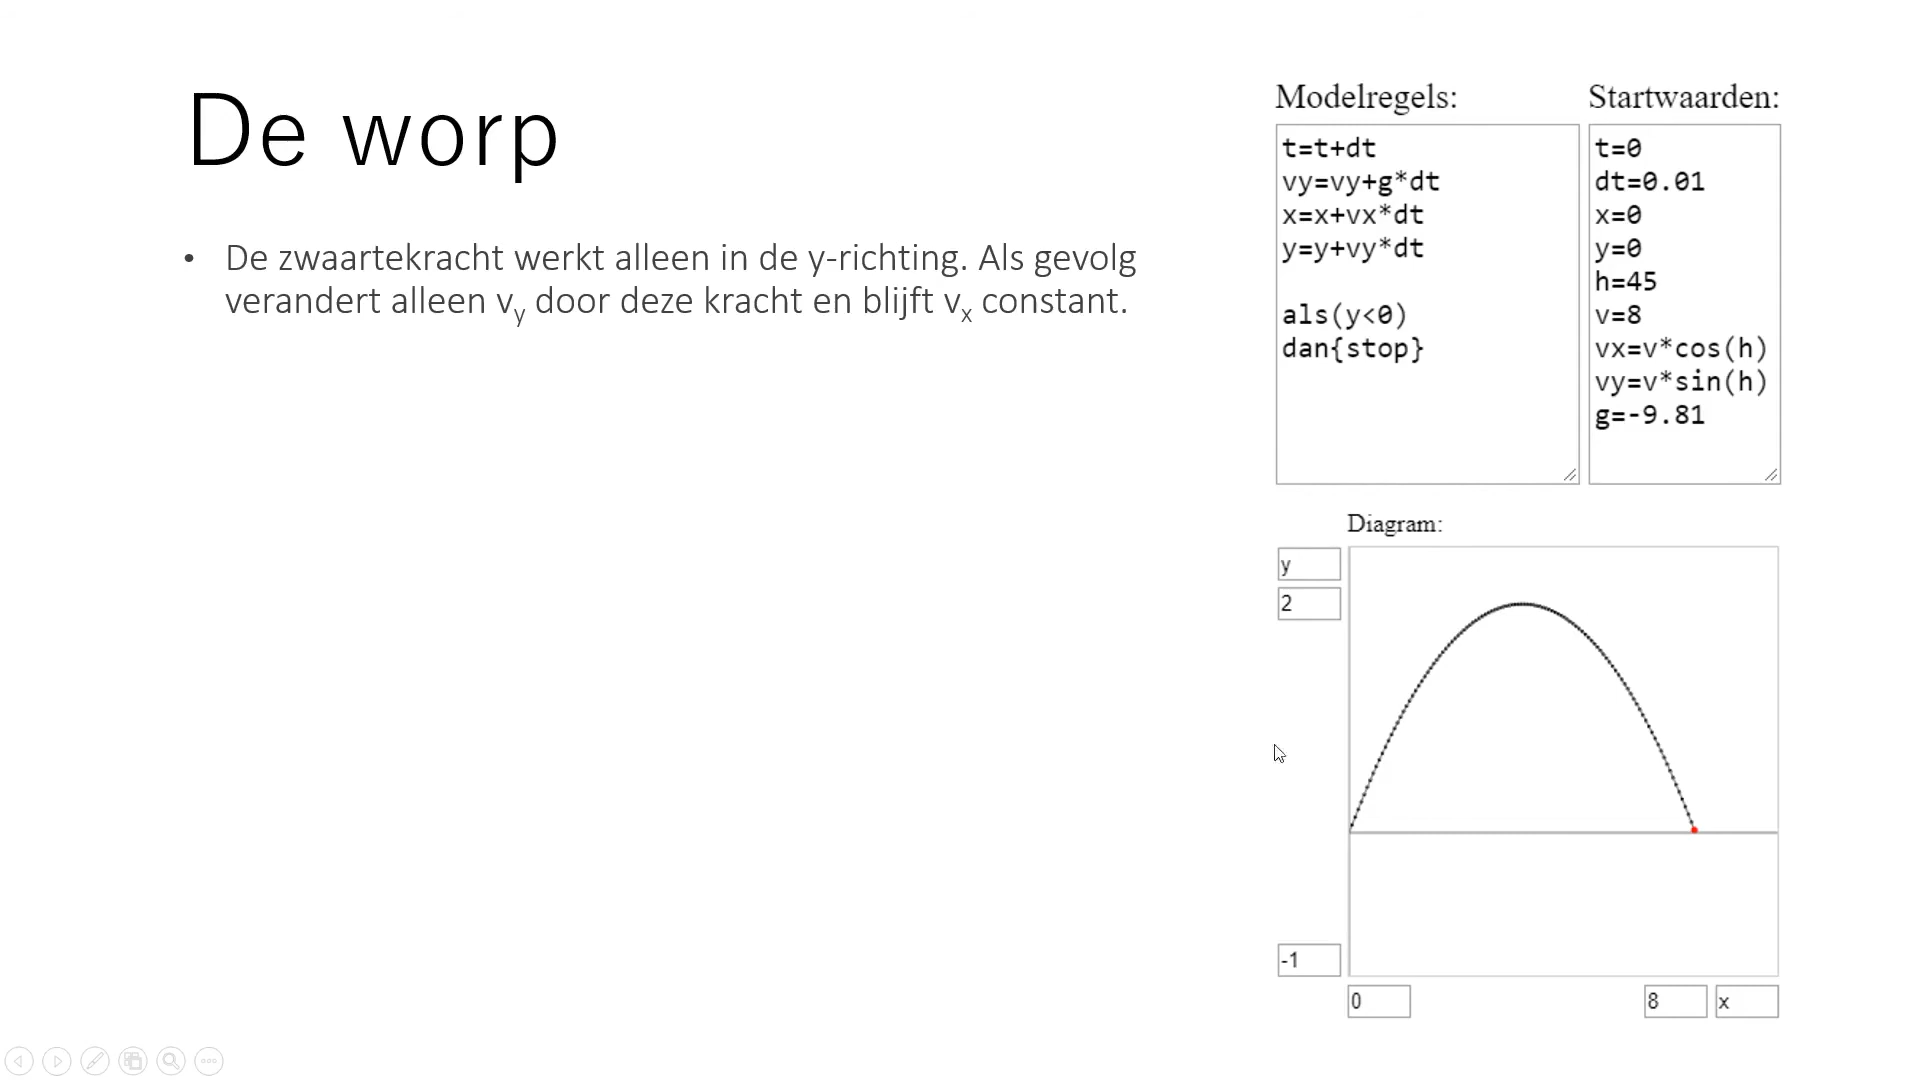 De worp
• De zwaartekracht werkt alleen in de y-richting. Als gevolg
verandert alleen vy door deze kracht en blijft vx constant.
Modelregels:
t=t+dt
vy=vy+g*dt
x=x+vx*dt
y=y+vy*dt
als(y<0)
dan{stop}
Startwaarden:
t=0
dt=0.01
x=0
y=0
h=45
v=8
vx=v*cos(h)
vy=v*sin(h)
g=-9.81
Diagram:
y
2
-1
0
8
x